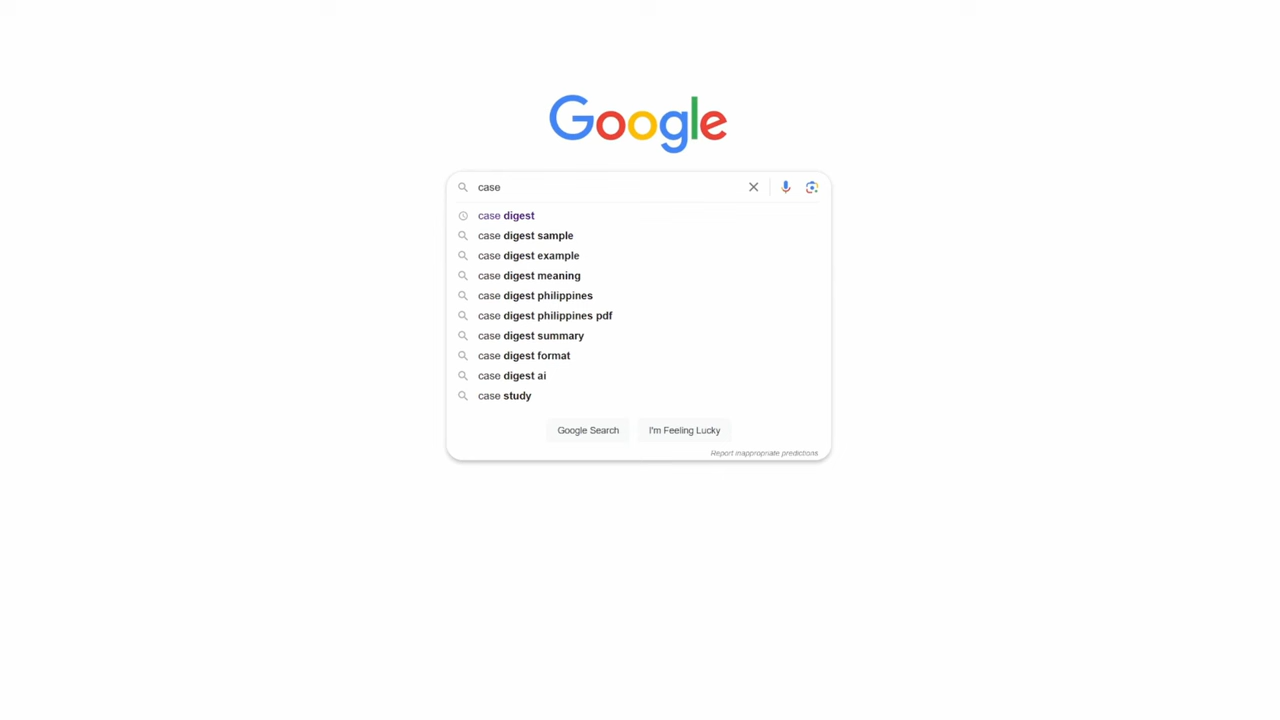 Google
case
case digest
case digest sample
case digest example
case digest meaning
case digest philippines
case digest philippines pdf
case digest summary
case digest format
case digest ai
case study
Google Search I'm Feeling Lucky
Report inappropriate predictions